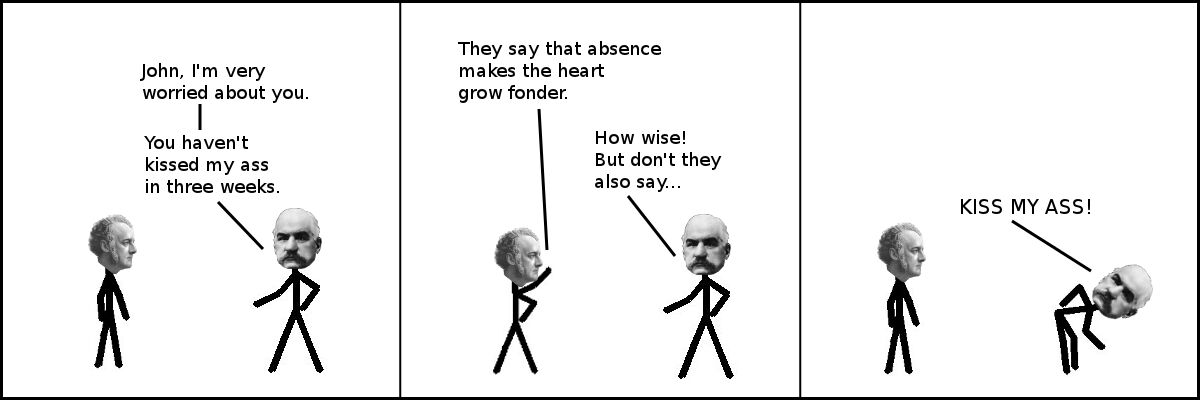 John, I'm very
worried about you.
You haven't
kissed my ass
in three weeks.
They say that absence
makes the heart
grow fonder.
How wise!
But don't they
also say...
KISS MY ASS!